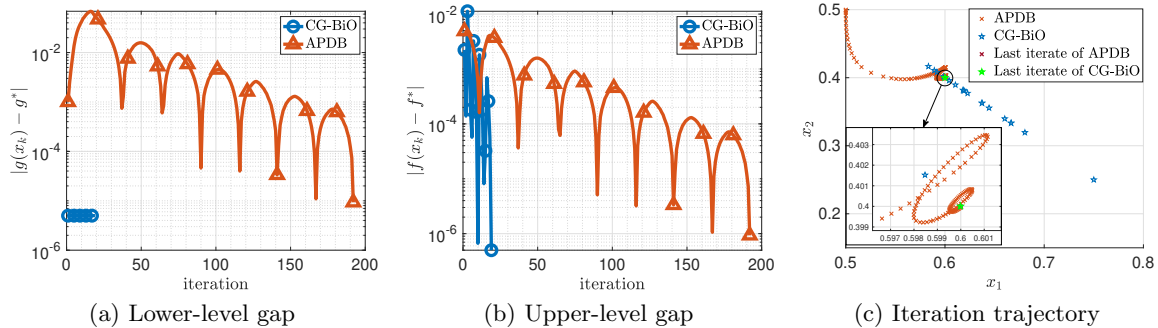 10^{-2}
10^{-4}
10^{-6}
|g(x_k) − g*|
CG-BiO
APDB
0 50 100 150 200
iteration
(a) Lower-level gap
10^{-2}
10^{-4}
10^{-6}
|f(x_k) − f*|
CG-BiO
APDB
0 50 100 150 200
iteration
(b) Upper-level gap
0.5
0.4
0.3
0.2
x_2
APDB
CG-BiO
Last iterate of APDB
Last iterate of CG-BiO
0.403
0.402
0.401
0.4
0.399
0.597 0.598 0.599 0.6 0.601
0.5 0.6 0.7 0.8
x_1
(c) Iteration trajectory